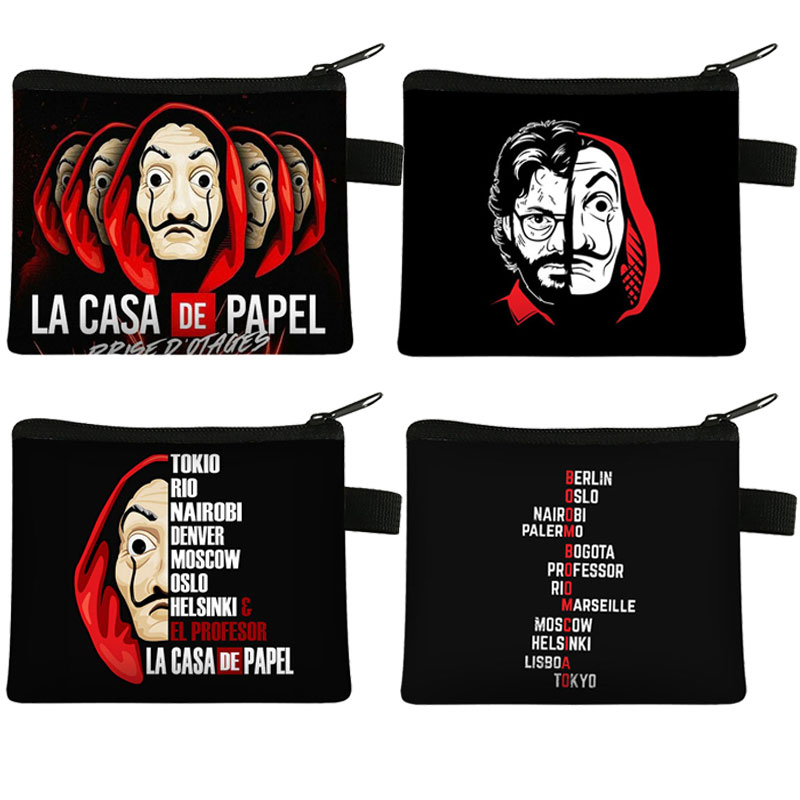 LA CASA DE PAPEL
PRISE D'OTAGES
TOKIO
RIO
NAIROBI
DENVER
MOSCOW
OSLO
HELSINKI &
EL PROFESOR
LA CASA DE PAPEL
BERLIN
OSLO
NAIROBI
PALERMO
BOGOTA
PROFESSOR
RIO
MARSEILLE
MOSCOW
HELSINKI
LISBOA
TOKYO